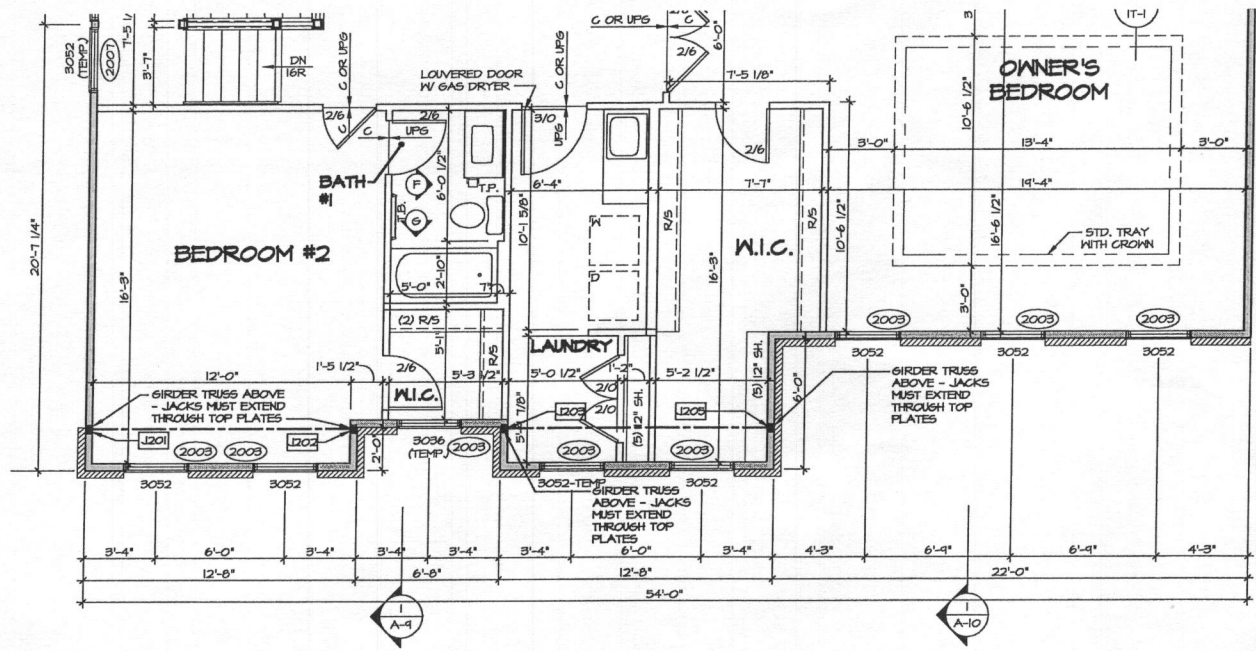 C OR UPG
C
6'-0"
2/6
3
IT-1
3052
(TEMP.)
2007
7'-5 1/
3'-7"
DN
16R
C OR UPG
LOUVERED DOOR
W/ GAS DRYER
C OR UPG
7'-5 1/8"
OWNER'S
BEDROOM
10'-6 1/2"
2/6
C
C
UPG
2/6
3/0
UPG
2/6
3'-0"
13'-4"
3'-0"
BATH
#1
F
G
T.B.
6'-0 1/2"
T.P.
6'-4"
7'-7"
19'-4"
20'-7 1/4"
BEDROOM #2
10'-1 5/8"
W
D
R/S
W.I.C.
R/S
10'-6 1/2"
16'-6 1/2"
STD. TRAY
WITH CROWN
16'-3"
2'-10"
5'-0"
7"
16'-3"
3'-0"
(2) R/S
5'-1"
R/S
LAUNDRY
2003
2003
2003
3052
3052
3052
12'-0"
1'-5 1/2"
2/6
5'-3 1/2"
5'-0 1/2"
1'-2"
5'-2 1/2"
(5) 12" SH.
6'-0"
GIRDER TRUSS ABOVE
- JACKS MUST EXTEND
THROUGH TOP PLATES
W.I.C.
2/0
2/0
(5) 12" SH.
GIRDER TRUSS
ABOVE - JACKS
MUST EXTEND
THROUGH TOP
PLATES
J201
J202
J203
J205
2003
2003
2'-0"
3036
(TEMP.)
2003
2003
2003
3052
3052
3052-TEMP
3052
GIRDER TRUSS
ABOVE - JACKS
MUST EXTEND
THROUGH TOP
PLATES
3'-4"
6'-0"
3'-4"
3'-4"
3'-4"
3'-4"
6'-0"
3'-4"
4'-3"
6'-9"
6'-9"
4'-3"
12'-8"
6'-8"
12'-8"
22'-0"
54'-0"
1
A-9
1
A-10